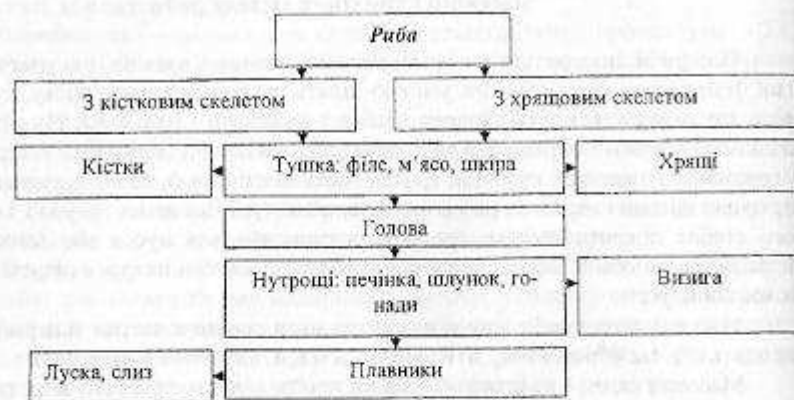 Риба
З кістковим скелетом
З хрящовим скелетом
Кістки
Тушка: філе, м'ясо, шкіра
Хрящі
Голова
Нутрощі: печінка, шлунок, го-
нади
Визига
Луска, слиз
Плавники